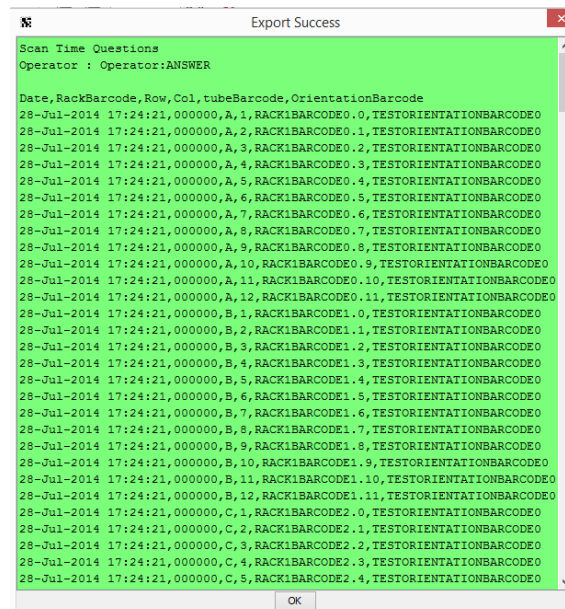 Export Success
Scan Time Questions
Operator : Operator:ANSWER
Date,RackBarcode,Row,Col,tubeBarcode,OrientationBarcode
28-Jul-2014 17:24:21,000000,A,1,RACK1BARCODE0.0,TESTORIENTATIONBARCODE0
28-Jul-2014 17:24:21,000000,A,2,RACK1BARCODE0.1,TESTORIENTATIONBARCODE0
28-Jul-2014 17:24:21,000000,A,3,RACK1BARCODE0.2,TESTORIENTATIONBARCODE0
28-Jul-2014 17:24:21,000000,A,4,RACK1BARCODE0.3,TESTORIENTATIONBARCODE0
28-Jul-2014 17:24:21,000000,A,5,RACK1BARCODE0.4,TESTORIENTATIONBARCODE0
28-Jul-2014 17:24:21,000000,A,6,RACK1BARCODE0.5,TESTORIENTATIONBARCODE0
28-Jul-2014 17:24:21,000000,A,7,RACK1BARCODE0.6,TESTORIENTATIONBARCODE0
28-Jul-2014 17:24:21,000000,A,8,RACK1BARCODE0.7,TESTORIENTATIONBARCODE0
28-Jul-2014 17:24:21,000000,A,9,RACK1BARCODE0.8,TESTORIENTATIONBARCODE0
28-Jul-2014 17:24:21,000000,A,10,RACK1BARCODE0.9,TESTORIENTATIONBARCODE0
28-Jul-2014 17:24:21,000000,A,11,RACK1BARCODE0.10,TESTORIENTATIONBARCODE0
28-Jul-2014 17:24:21,000000,A,12,RACK1BARCODE0.11,TESTORIENTATIONBARCODE0
28-Jul-2014 17:24:21,000000,B,1,RACK1BARCODE1.0,TESTORIENTATIONBARCODE0
28-Jul-2014 17:24:21,000000,B,2,RACK1BARCODE1.1,TESTORIENTATIONBARCODE0
28-Jul-2014 17:24:21,000000,B,3,RACK1BARCODE1.2,TESTORIENTATIONBARCODE0
28-Jul-2014 17:24:21,000000,B,4,RACK1BARCODE1.3,TESTORIENTATIONBARCODE0
28-Jul-2014 17:24:21,000000,B,5,RACK1BARCODE1.4,TESTORIENTATIONBARCODE0
28-Jul-2014 17:24:21,000000,B,6,RACK1BARCODE1.5,TESTORIENTATIONBARCODE0
28-Jul-2014 17:24:21,000000,B,7,RACK1BARCODE1.6,TESTORIENTATIONBARCODE0
28-Jul-2014 17:24:21,000000,B,8,RACK1BARCODE1.7,TESTORIENTATIONBARCODE0
28-Jul-2014 17:24:21,000000,B,9,RACK1BARCODE1.8,TESTORIENTATIONBARCODE0
28-Jul-2014 17:24:21,000000,B,10,RACK1BARCODE1.9,TESTORIENTATIONBARCODE0
28-Jul-2014 17:24:21,000000,B,11,RACK1BARCODE1.10,TESTORIENTATIONBARCODE0
28-Jul-2014 17:24:21,000000,B,12,RACK1BARCODE1.11,TESTORIENTATIONBARCODE0
28-Jul-2014 17:24:21,000000,C,1,RACK1BARCODE2.0,TESTORIENTATIONBARCODE0
28-Jul-2014 17:24:21,000000,C,2,RACK1BARCODE2.1,TESTORIENTATIONBARCODE0
28-Jul-2014 17:24:21,000000,C,3,RACK1BARCODE2.2,TESTORIENTATIONBARCODE0
28-Jul-2014 17:24:21,000000,C,4,RACK1BARCODE2.3,TESTORIENTATIONBARCODE0
28-Jul-2014 17:24:21,000000,C,5,RACK1BARCODE2.4,TESTORIENTATIONBARCODE0
OK